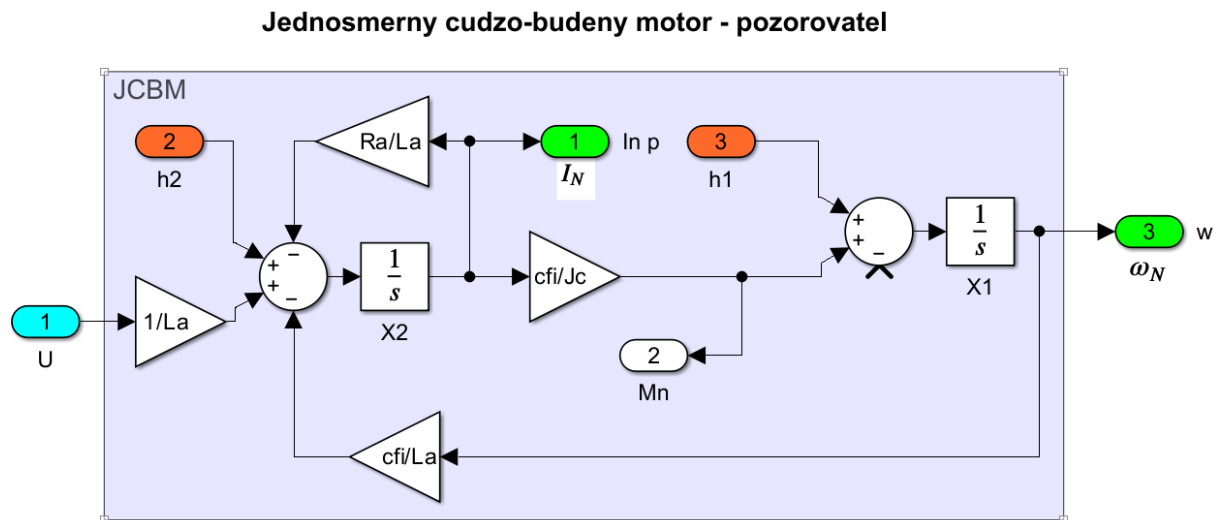 Jednosmerny cudzo-budeny motor - pozorovatel
JCBM
2
h2
Ra/La
1
In p
I_N
3
h1
+
+
−
1/s
X1
3
w
ω_N
−
+
+
−
1/s
X2
cfi/Jc
1
U
1/La
2
Mn
cfi/La